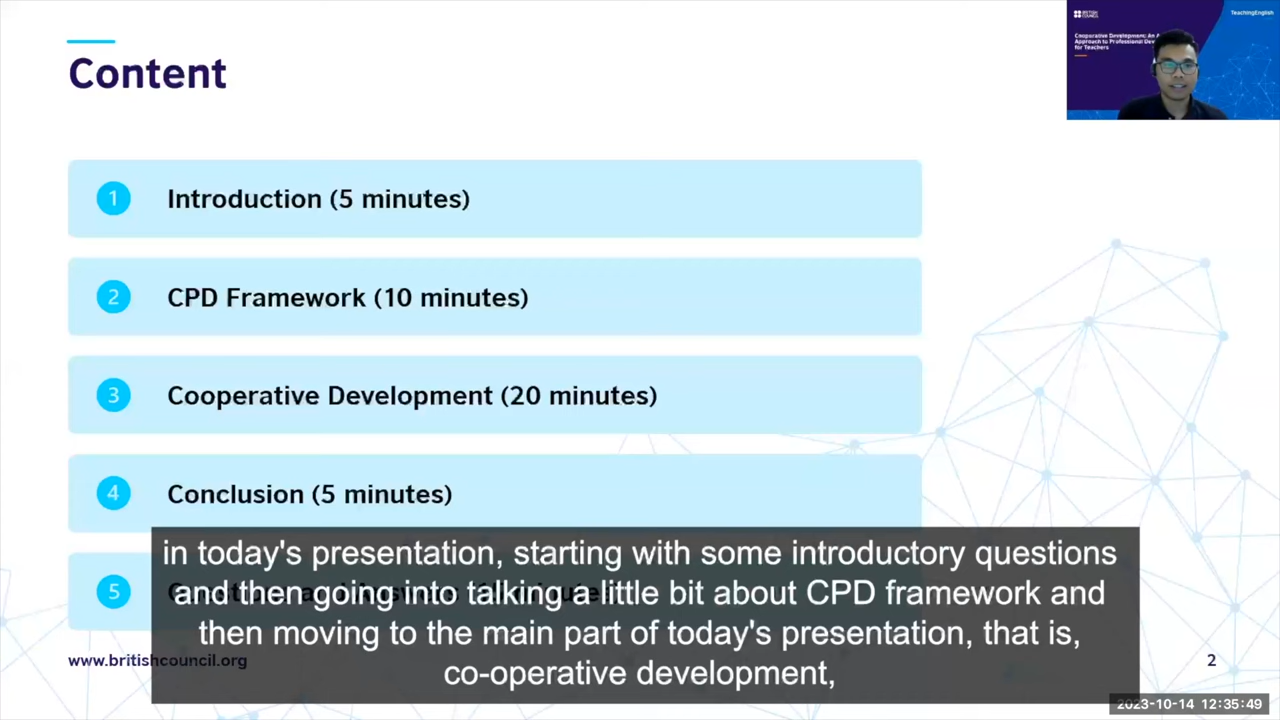 Content
BRITISH
COUNCIL
TeachingEnglish
Cooperative Development: An
Approach to Professional
for Teachers
1 Introduction (5 minutes)
2 CPD Framework (10 minutes)
3 Cooperative Development (20 minutes)
4 Conclusion (5 minutes)
5
in today's presentation, starting with some introductory questions
and then going into talking a little bit about CPD framework and
then moving to the main part of today's presentation, that is,
co-operative development,
www.britishcouncil.org
2
2023-10-14 12:35:49